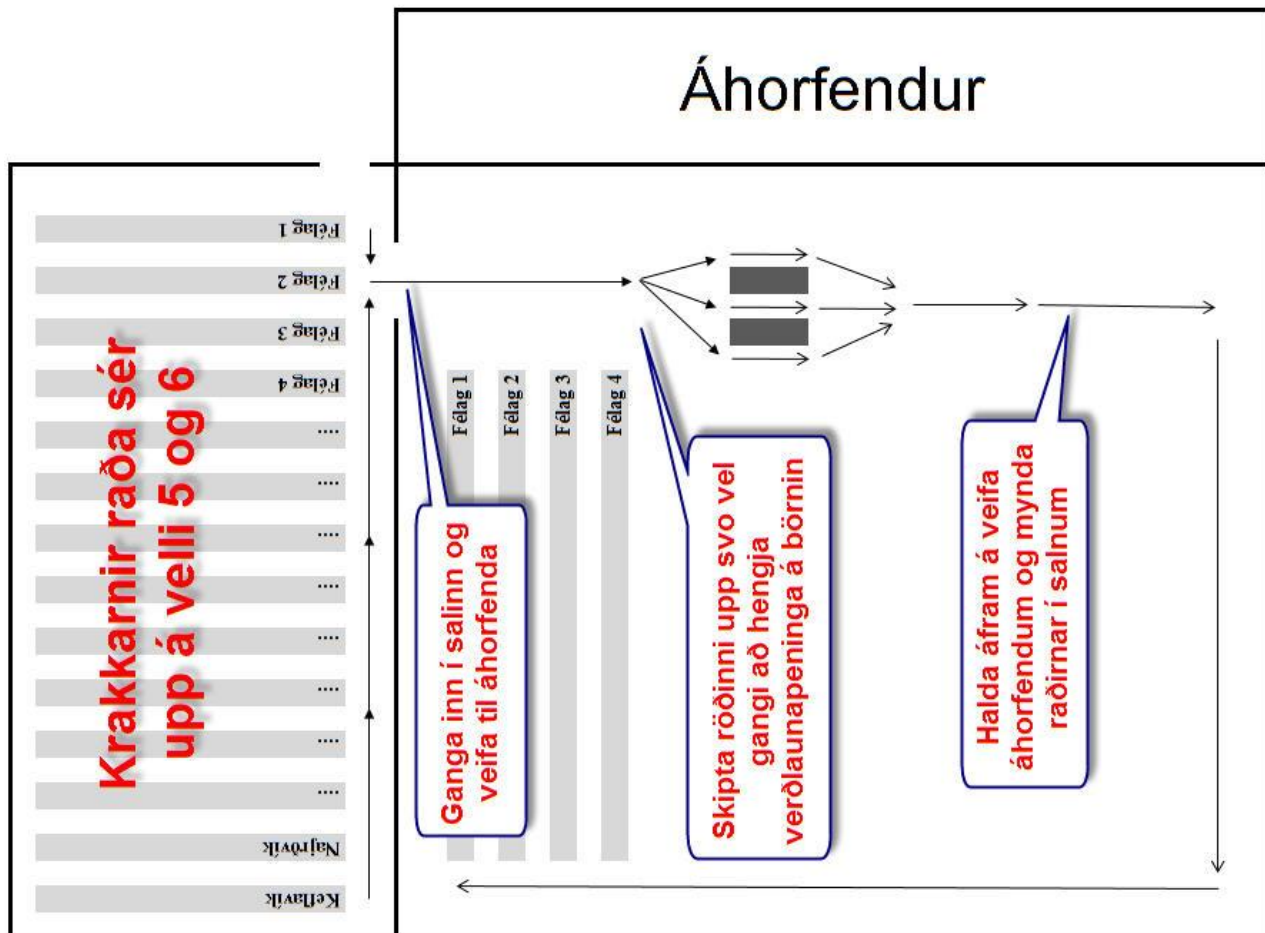 Áhorfendur
Krakkarnir raða sér
upp á velli 5 og 6
Félag 1
Félag 2
Félag 3
Félag 4
....
....
....
....
....
....
....
....
Najrðvík
Keflavík
Félag 1
Félag 2
Félag 3
Félag 4
Ganga inn í salinn og
veifa til áhorfenda
Skipta röðinni upp svo vel
gangi að hengja
verðlaunapeninga á börnin
Halda áfram á veifa
áhorfendum og mynda
raðirnar í salnum